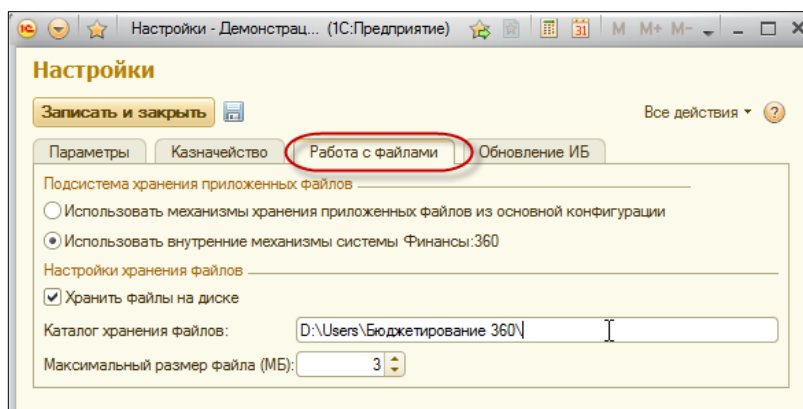 Настройки - Демонстрац... (1С:Предприятие) 31 M M+ M-
Настройки
Записать и закрыть Все действия ?
Параметры Казначейство Работа с файлами Обновление ИБ
Подсистема хранения приложенных файлов
Использовать механизмы хранения приложенных файлов из основной конфигурации
Использовать внутренние механизмы системы Финансы:360
Настройки хранения файлов
Хранить файлы на диске
Каталог хранения файлов: D:\Users\Бюджетирование 360\
Максимальный размер файла (МБ): 3